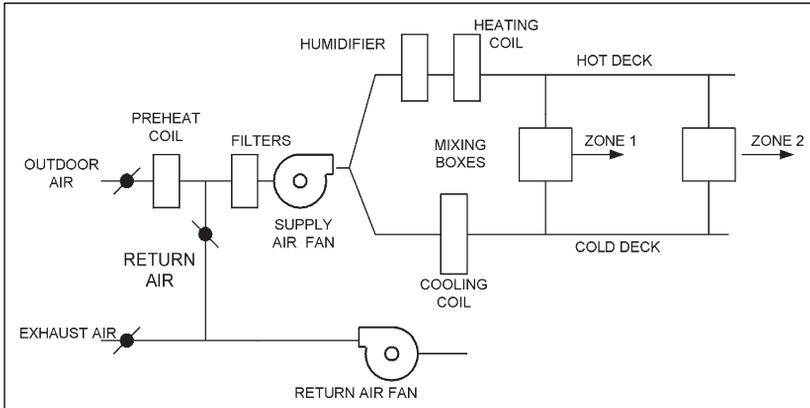 HUMIDIFIER
HEATING
COIL
HOT DECK
PREHEAT
COIL
FILTERS
MIXING
BOXES
ZONE 1
ZONE 2
OUTDOOR
AIR
SUPPLY
AIR FAN
RETURN
AIR
COLD DECK
COOLING
COIL
EXHAUST AIR
RETURN AIR FAN